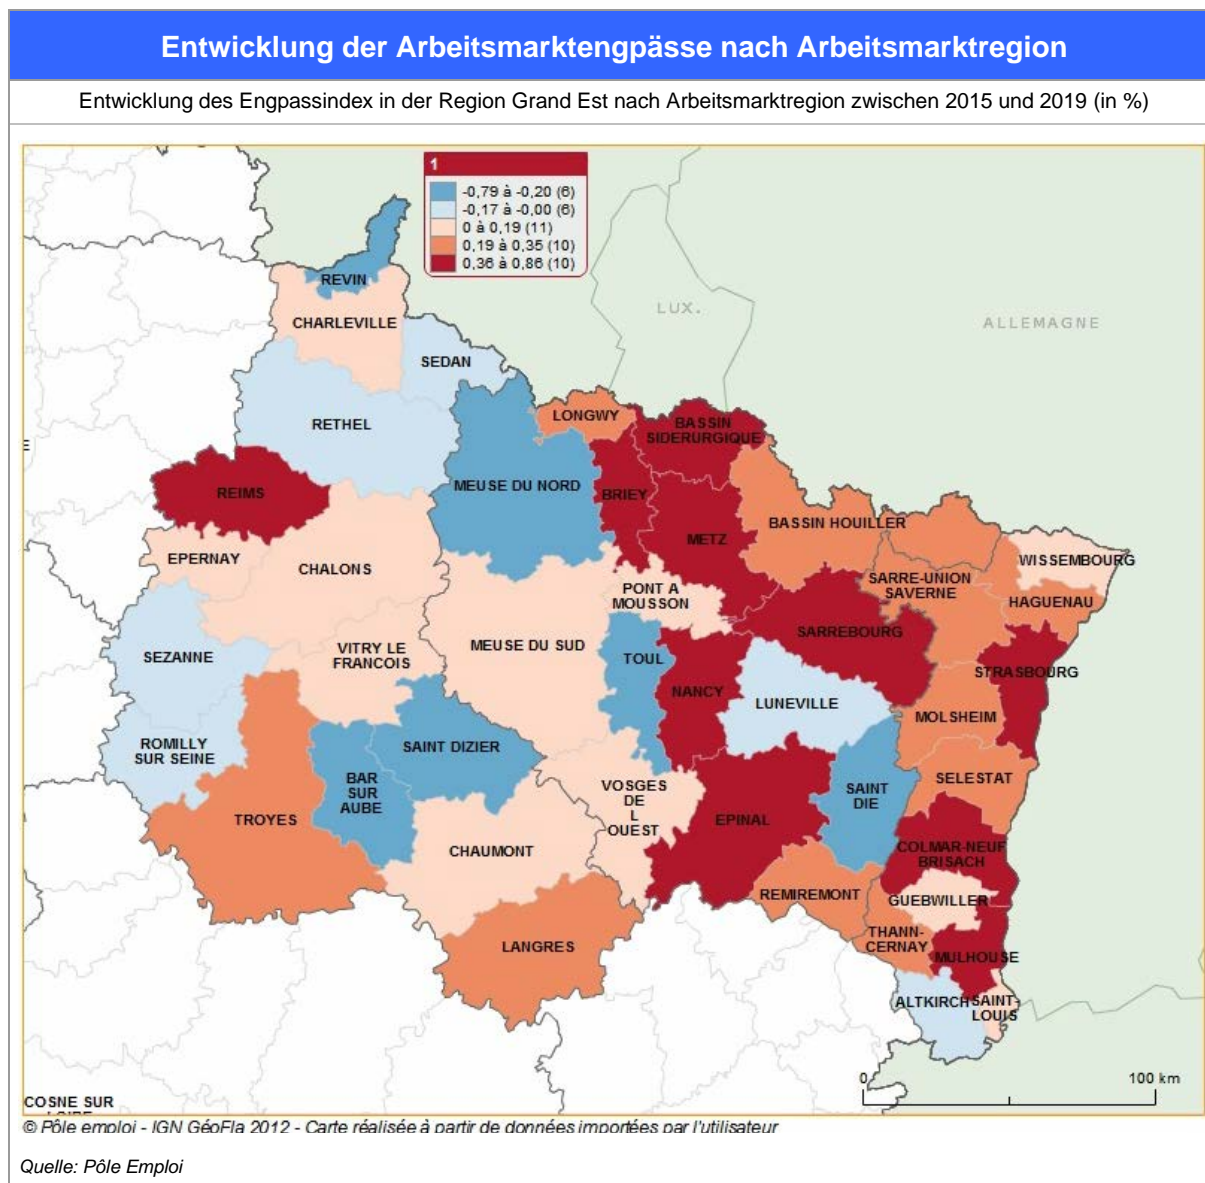 Entwicklung der Arbeitsmarktengpässe nach Arbeitsmarktregion
Entwicklung des Engpassindex in der Region Grand Est nach Arbeitsmarktregion zwischen 2015 und 2019 (in %)
1
-0,79 à -0,20 (6)
-0,17 à -0,00 (6)
0 à 0,19 (11)
0,19 à 0,35 (10)
0,36 à 0,86 (10)
LUX.
ALLEMAGNE
REVIN
CHARLEVILLE
SEDAN
RETHEL
LONGWY
BASSIN
SIDERURGIQUE
E
REIMS
MEUSE DU NORD
BRIEY
METZ
BASSIN HOUILLER
EPERNAY
CHALONS
WISSEMBOURG
SARRE-UNION
SAVERNE
PONT A
MOUSSON
HAGUENAU
SARREBOURG
SEZANNE
VITRY LE
FRANCOIS
MEUSE DU SUD
TOUL
STRASBOURG
NANCY
LUNEVILLE
MOLSHEIM
ROMILLY
SUR SEINE
SAINT DIZIER
BAR
SUR
AUBE
VOSGES
DE
L
OUEST
SAINT
DIE
SELESTAT
TROYES
EPINAL
CHAUMONT
COLMAR-NEUF
BRISACH
REMIREMONT
GUEBWILLER
LANGRES
THANN-
CERNAY
MULHOUSE
ALTKIRCH
SAINT-
LOUIS
0
100 km
COSNE SUR
LOIRE
© Pôle emploi - IGN GéoFla 2012 - Carte réalisée à partir de données importées par l'utilisateur
Quelle: Pôle Emploi